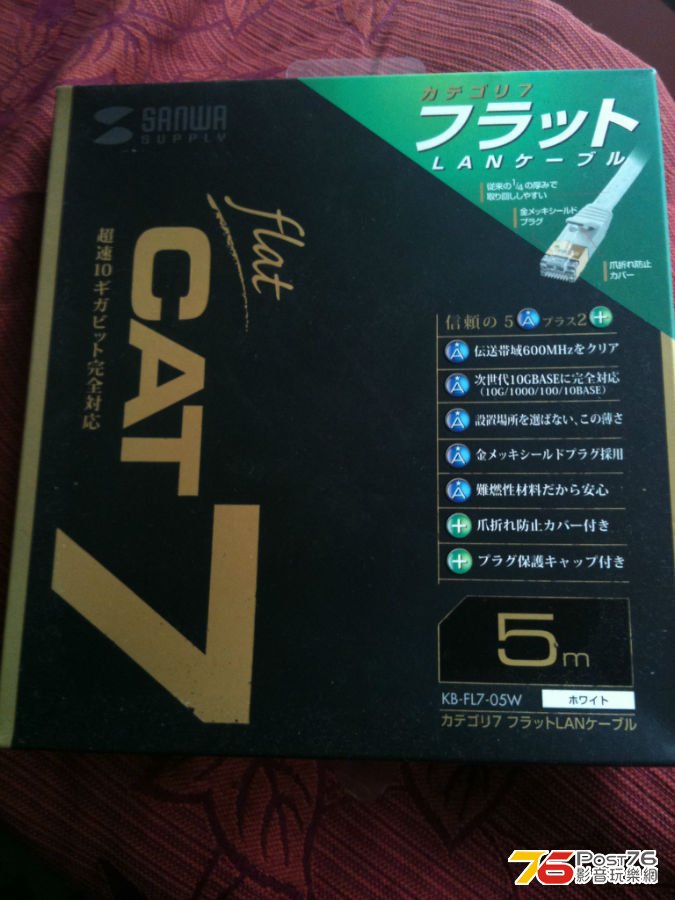 SANWA
SUPPLY
カテゴリ7
フラット
LANケーブル
従来の1/4の厚みで
取り回ししやすい
金メッキシールド
プラグ
爪折れ防止
カバー
flat
CAT7
超速10ギガビット完全対応
信頼の5 プラス2
伝送帯域600MHzをクリア
次世代10GBASEに完全対応
(10G/1000/100/10BASE)
設置場所を選ばない、この薄さ
金メッキシールドプラグ採用
難燃性材料だから安心
爪折れ防止カバー付き
プラグ保護キャップ付き
5m
KB-FL7-05W ホワイト
カテゴリ7 フラットLANケーブル
76 Post76
影音玩樂網